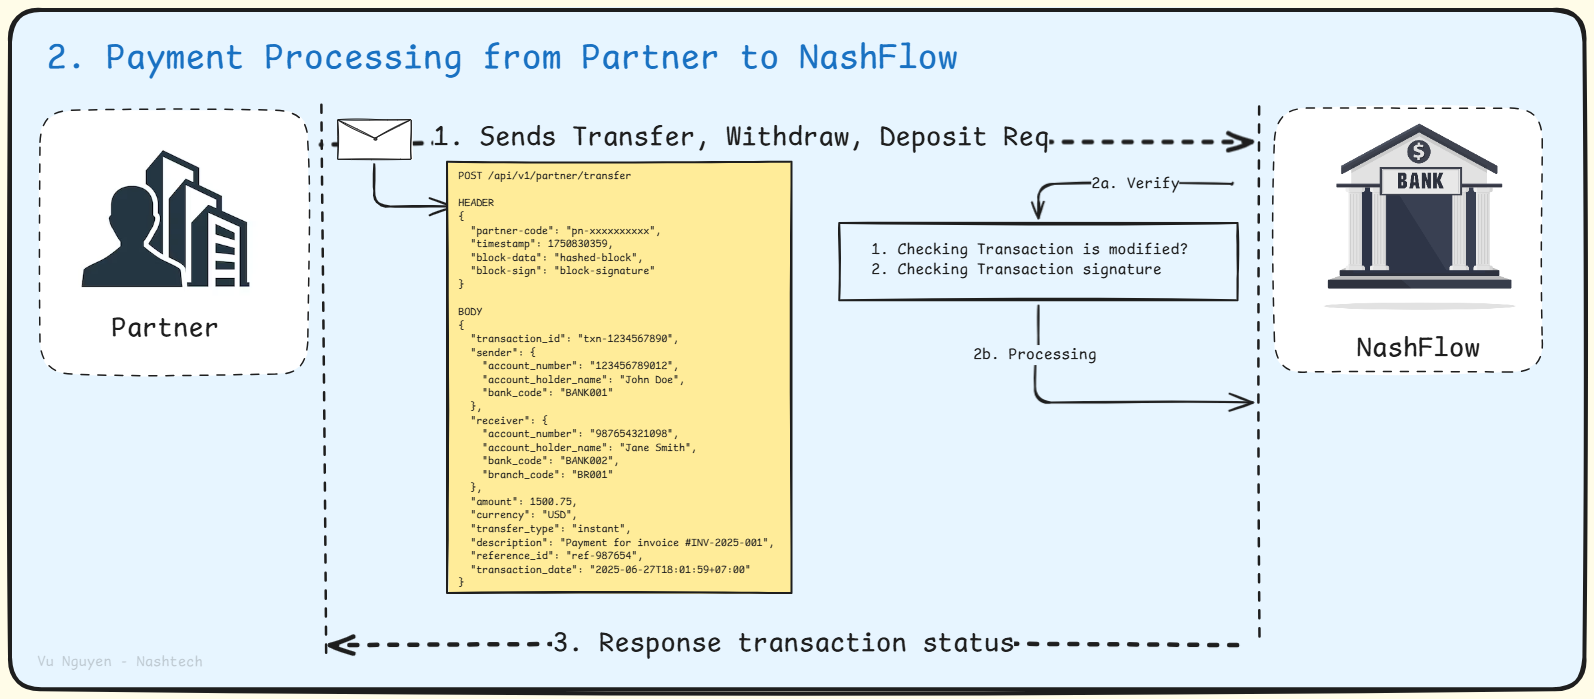 2. Payment Processing from Partner to NashFlow
1. Sends Transfer, Withdraw, Deposit Req
Partner
POST /api/v1/partner/transfer
HEADER
{
"partner-code": "pn-xxxxxxxxxx",
"timestamp": 1750830359,
"block-data": "hashed-block",
"block-sign": "block-signature"
}
BODY
{
"transaction_id": "txn-1234567890",
"sender": {
"account_number": "123456789012",
"account_holder_name": "John Doe",
"bank_code": "BANK001"
},
"receiver": {
"account_number": "987654321098",
"account_holder_name": "Jane Smith",
"bank_code": "BANK002",
"branch_code": "BR001"
},
"amount": 1500.75,
"currency": "USD",
"transfer_type": "instant",
"description": "Payment for invoice #INV-2025-001",
"reference_id": "ref-987654",
"transaction_date": "2025-06-27T18:01:59+07:00"
}
2a. Verify
1. Checking Transaction is modified?
2. Checking Transaction signature
2b. Processing
$
BANK
NashFlow
3. Response transaction status
Vu Nguyen - Nashtech